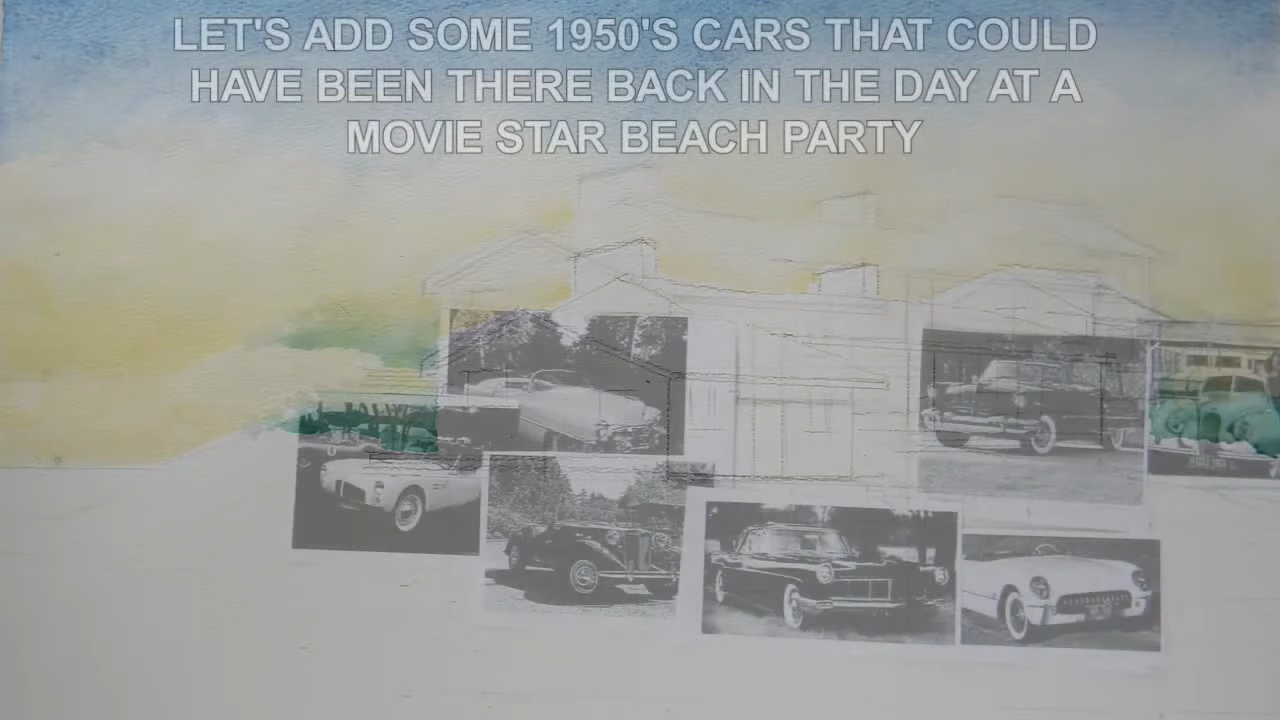 LET'S ADD SOME 1950'S CARS THAT COULD
HAVE BEEN THERE BACK IN THE DAY AT A
MOVIE STAR BEACH PARTY